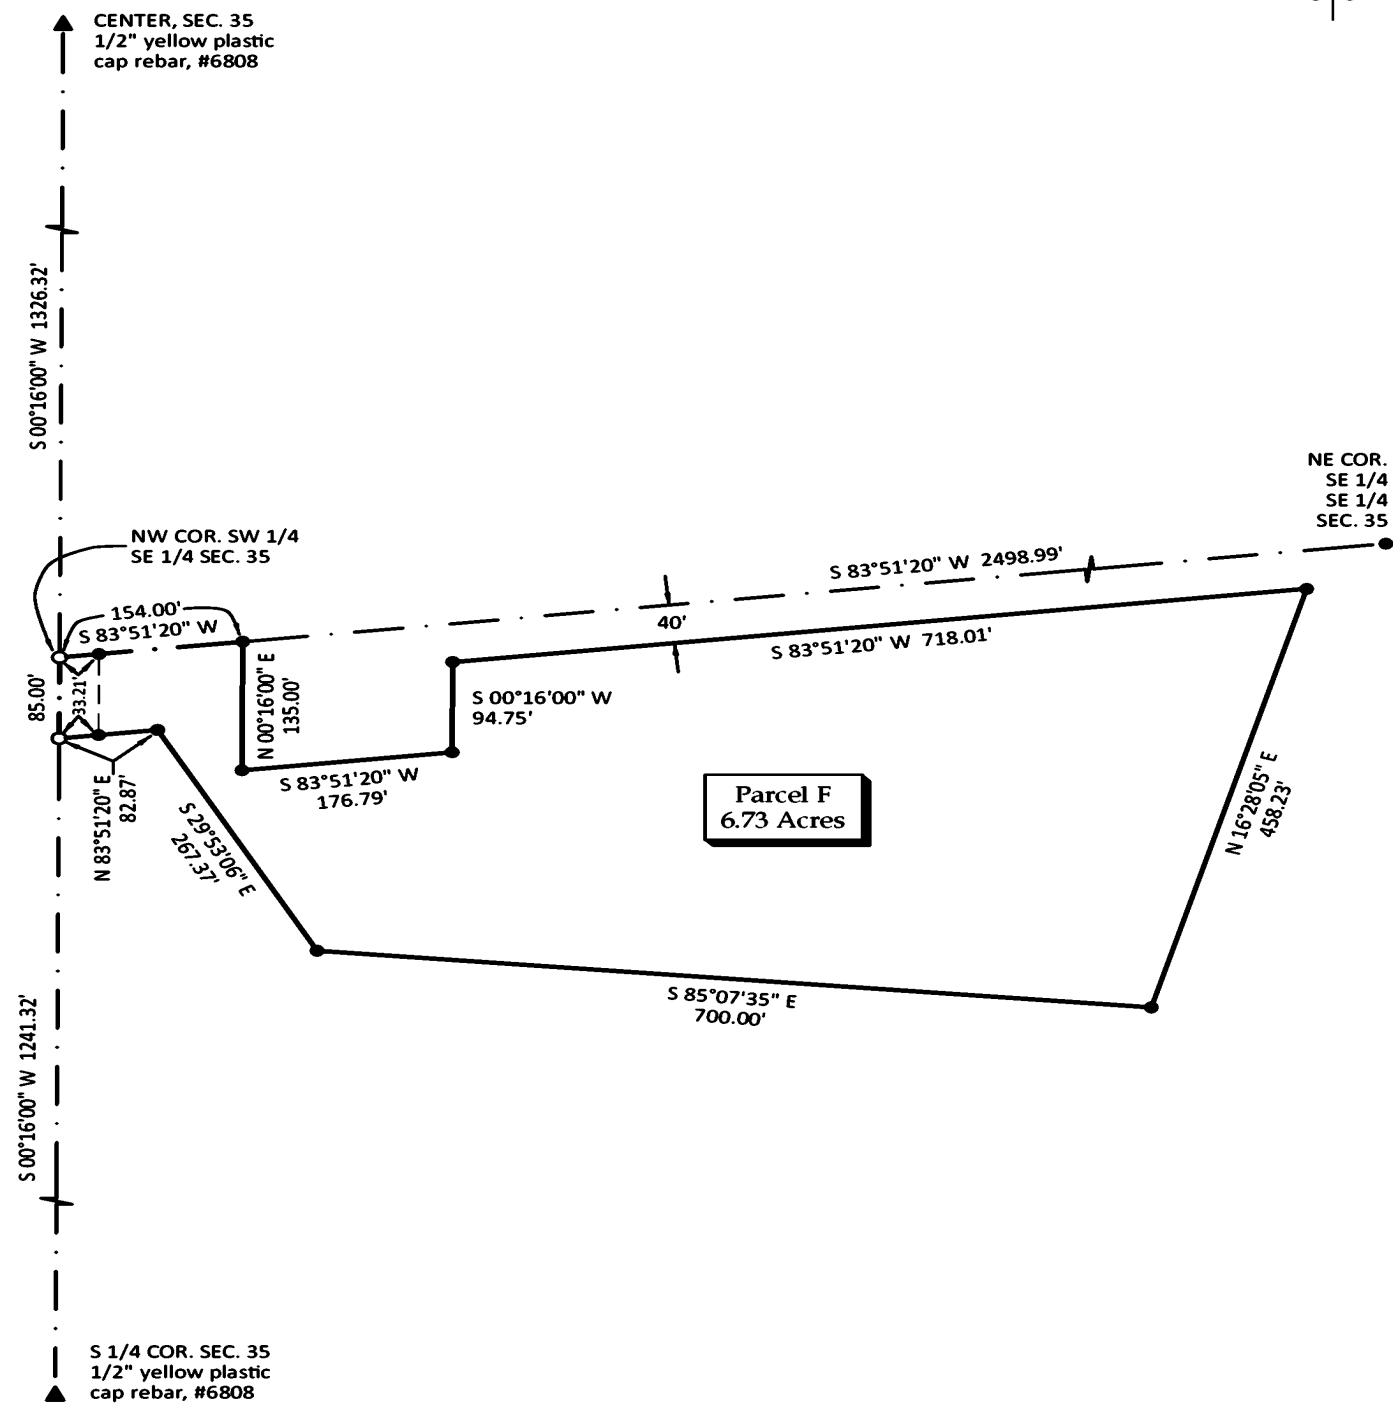 CENTER, SEC. 35
1/2" yellow plastic
cap rebar, #6808
S 00°16'00" W 1326.32'
NE COR.
SE 1/4
SE 1/4
SEC. 35
NW COR. SW 1/4
SE 1/4 SEC. 35
S 83°51'20" W 2498.99'
154.00'
S 83°51'20" W
40'
S 83°51'20" W 718.01'
85.00'
33.21'
N 00°16'00" E
135.00'
S 00°16'00" W
94.75'
S 83°51'20" W
176.79'
N 83°51'20" E
82.87'
S 29°53'06" E
267.37'
Parcel F
6.73 Acres
N 16°28'05" E
458.23'
S 85°07'35" E
700.00'
S 00°16'00" W 1241.32'
S 1/4 COR. SEC. 35
1/2" yellow plastic
cap rebar, #6808